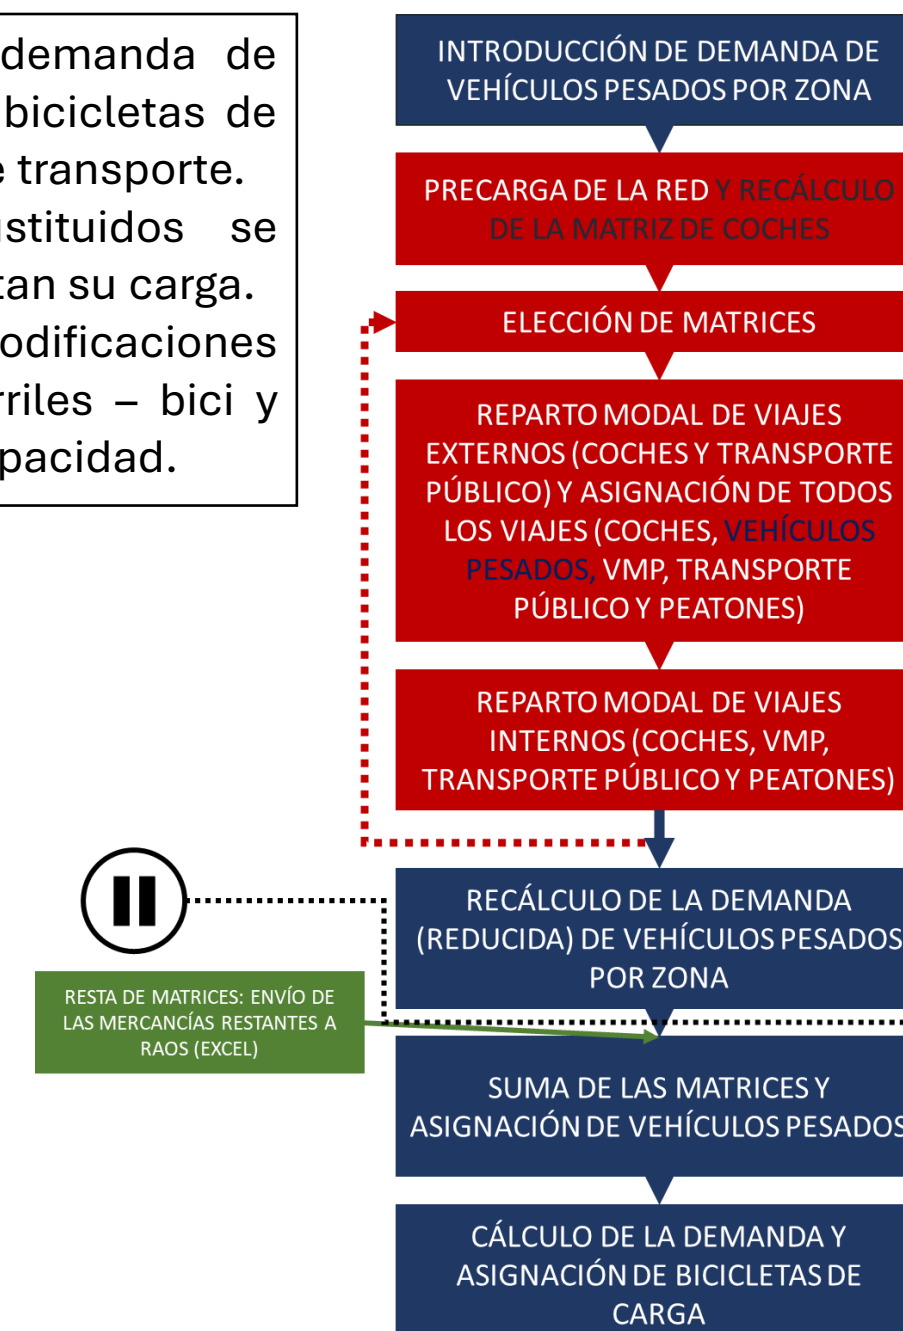 demanda de
bicicletas de
transporte.
se
su carga.
bici y
INTRODUCCIÓN DE DEMANDA DE
VEHÍCULOS PESADOS POR ZONA
PRECARGA DE LA RED Y RECÁLCULO
DE LA MATRIZ DE COCHES
ELECCIÓN DE MATRICES
REPARTO MODAL DE VIAJES
EXTERNOS (COCHES Y TRANSPORTE
PÚBLICO) Y ASIGNACIÓN DE TODOS
LOS VIAJES (COCHES, VEHÍCULOS
PESADOS, VMP, TRANSPORTE
PÚBLICO Y PEATONES)
REPARTO MODAL DE VIAJES
INTERNOS (COCHES, VMP,
TRANSPORTE PÚBLICO Y PEATONES)
RECÁLCULO DE LA DEMANDA
(REDUCIDA) DE VEHÍCULOS PESADOS
POR ZONA
RESTA DE MATRICES: ENVÍO DE
LAS MERCANCÍAS RESTANTES A
RAOS (EXCEL)
SUMA DE LAS MATRICES Y
ASIGNACIÓN DE VEHÍCULOS PESADOS
CÁLCULO DE LA DEMANDA Y
ASIGNACIÓN DE BICICLETAS DE
CARGA